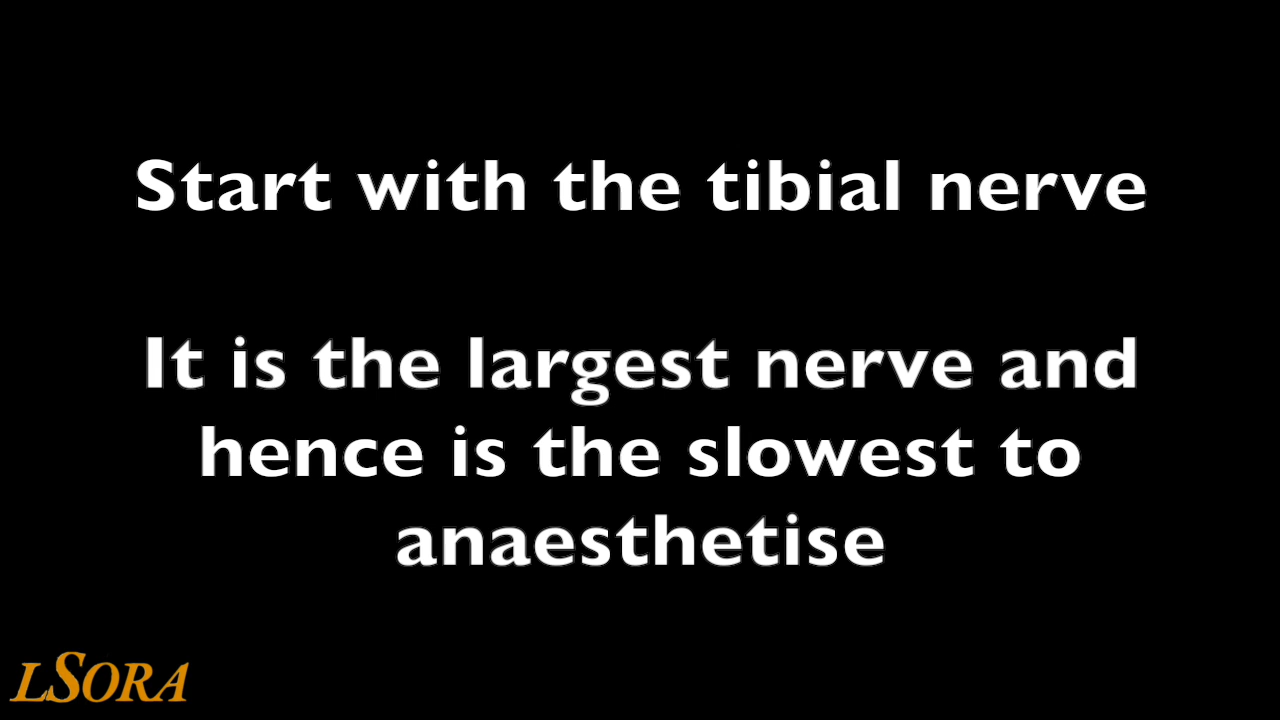 Start with the tibial nerve
It is the largest nerve and
hence is the slowest to
anaesthetise
LSORA